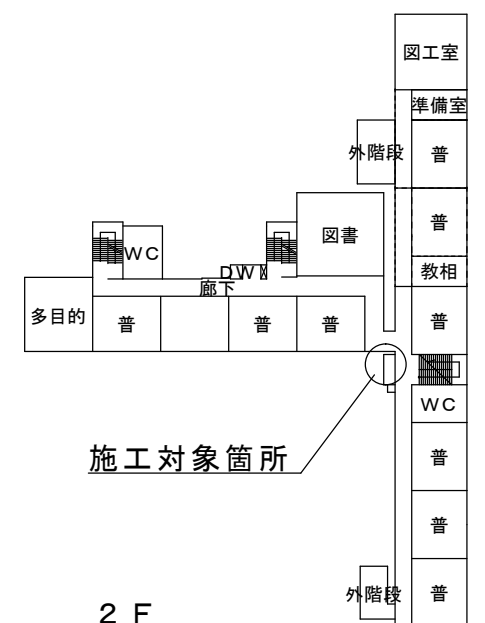 図工室
準備室
外階段
普
普
図書
WC
DW
教相
廊下
多目的
普
普
普
普
WC
施工対象箇所
普
普
外階段
普
2F